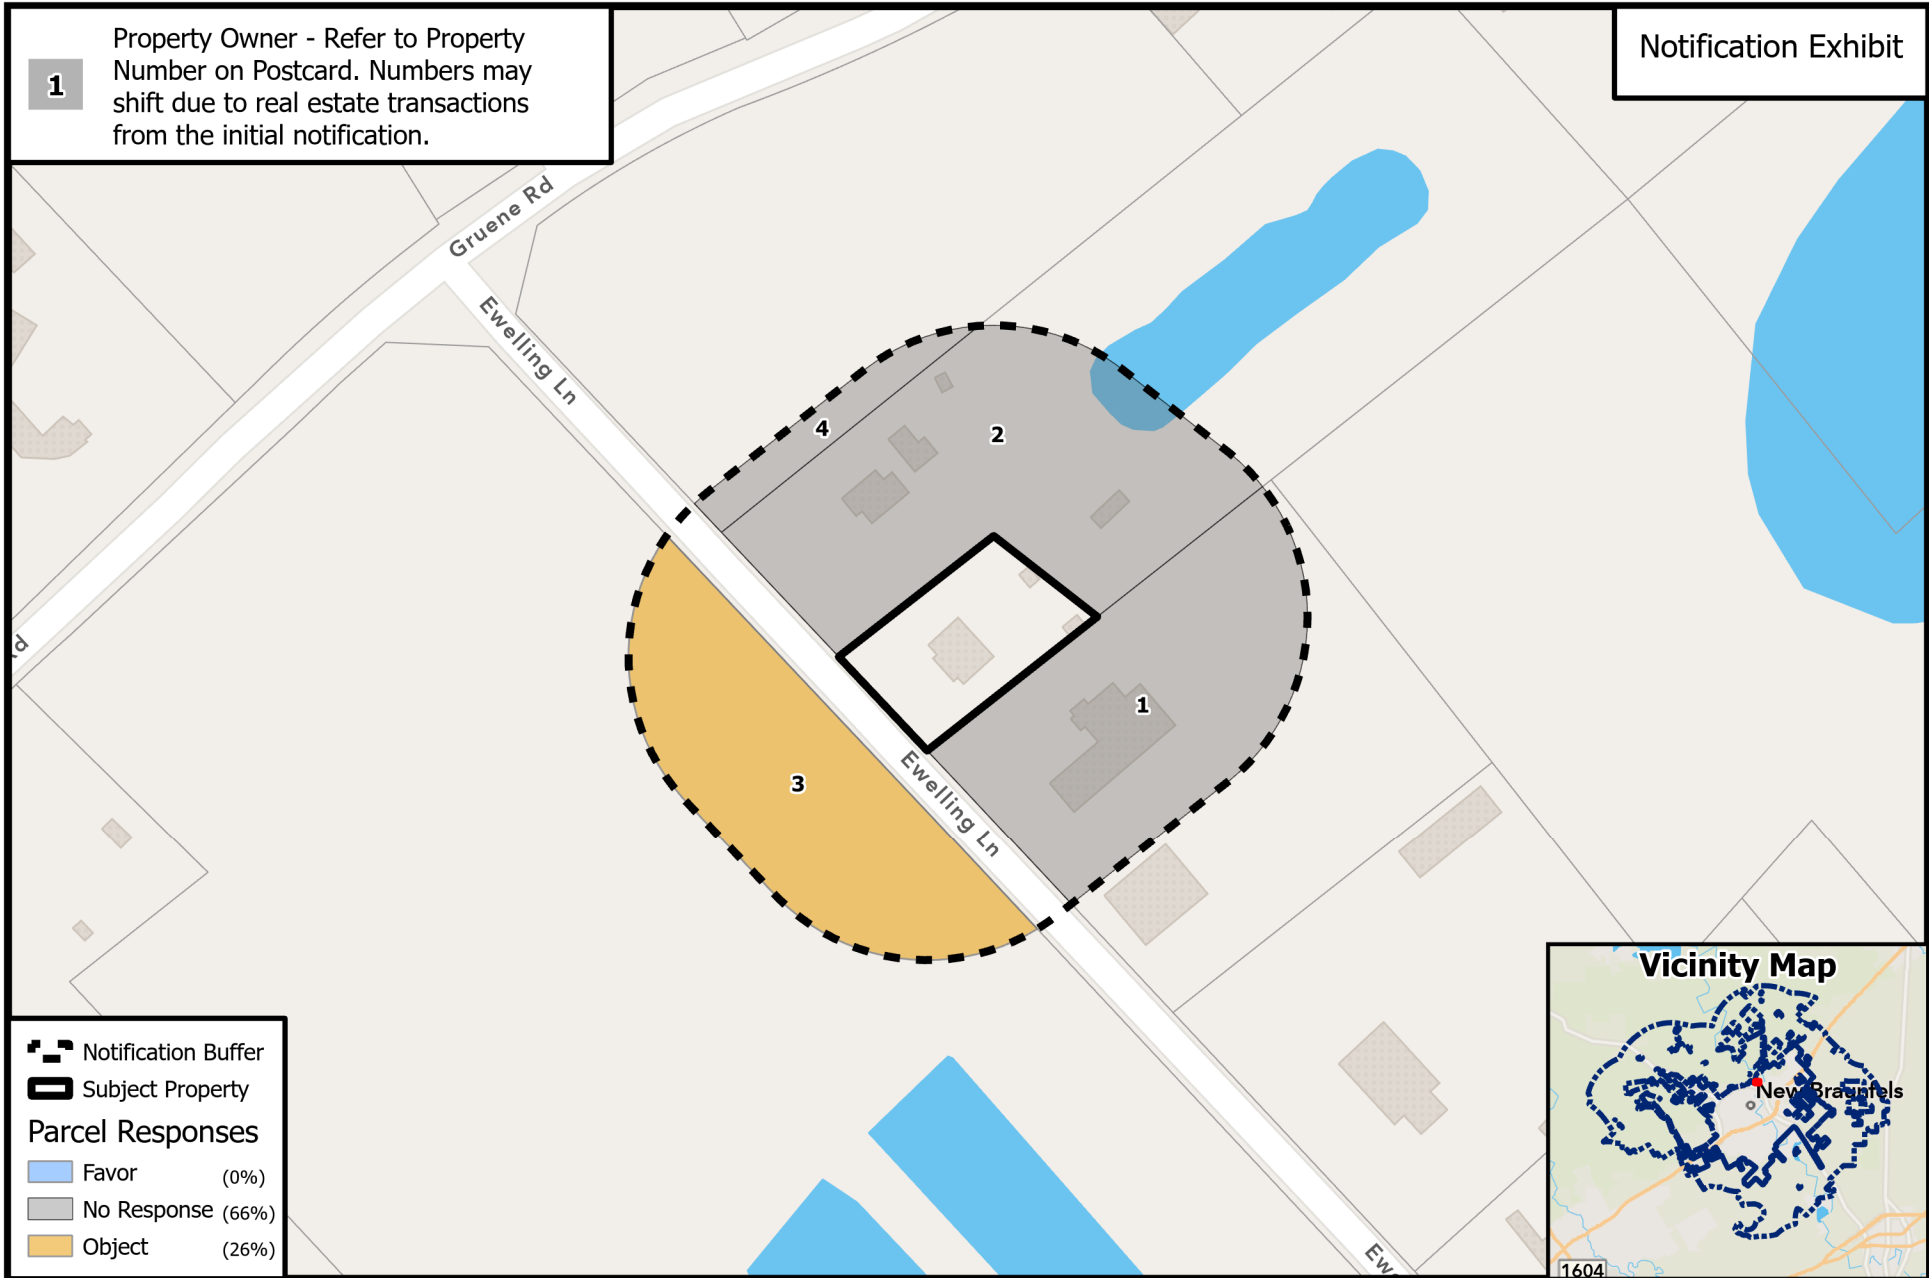 1
Property Owner - Refer to Property
Number on Postcard. Numbers may
shift due to real estate transactions
from the initial notification.
Notification Exhibit
Gruene Rd
Ewelling Ln
4
2
1
3
Ewelling Ln
Notification Buffer
Subject Property
Parcel Responses
Favor (0%)
No Response (66%)
Object (26%)
Vicinity Map
New Braunfels
1604